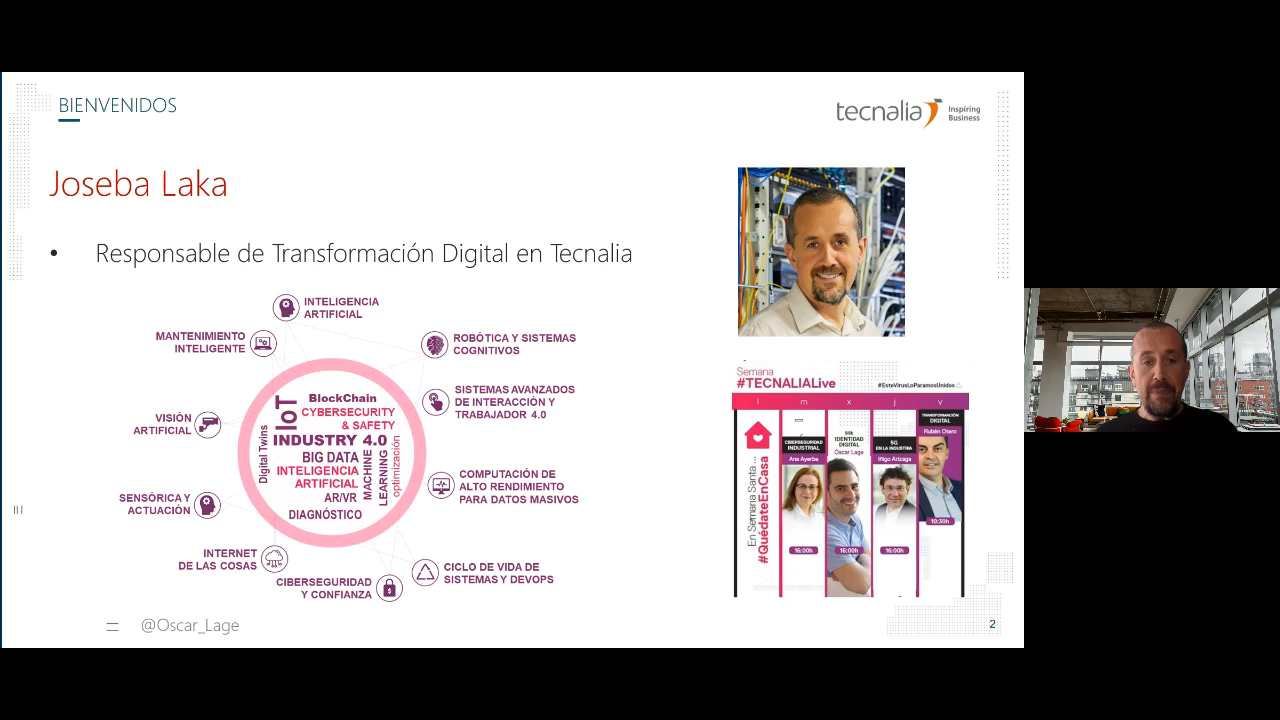 BIENVENIDOS
tecnalia
Inspiring
Business
Joseba Laka
• Responsable de Transformación Digital en Tecnalia
INTELIGENCIA
ARTIFICIAL
MANTENIMIENTO
INTELIGENTE
ROBÓTICA Y SISTEMAS
COGNITIVOS
SISTEMAS AVANZADOS
DE INTERACCIÓN Y
TRABAJADOR 4.0
VISIÓN
ARTIFICIAL
COMPUTACIÓN DE
ALTO RENDIMIENTO
PARA DATOS MASIVOS
SENSÓRICA Y
ACTUACIÓN
INTERNET
DE LAS COSAS
CIBERSEGURIDAD
Y CONFIANZA
CICLO DE VIDA DE
SISTEMAS Y DEVOPS
IoT
BlockChain
CYBERSECURITY
& SAFETY
INDUSTRY 4.0
Digital Twins
BIG DATA
INTELIGENCIA
ARTIFICIAL
MACHINE
LEARNING
optimización
AR/VR
DIAGNÓSTICO
Semana
#TECNALIALive
#EsteVirusLoParamosUnidos
l m x j v
En Semana Santa ...
#QuédateEnCasa
CIBERSEGURIDAD
INDUSTRIAL
Ana Ayerbe
16:00h
IDENTIDAD
DIGITAL
Oscar Lage
16:00h
5G
EN LA INDUSTRIA
Iñigo Arizaga
16:00h
TRANSFORMACIÓN
DIGITAL
Rubén Otero
10:30h
@Oscar_Lage
2